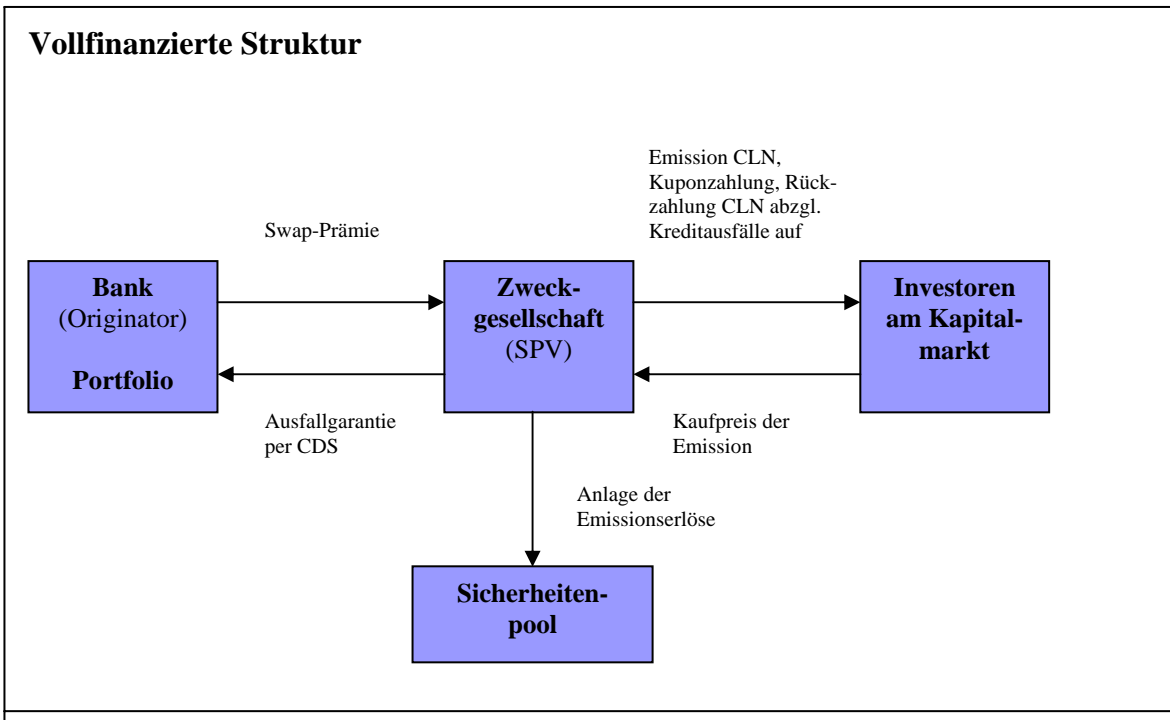 Vollfinanzierte Struktur
Emission CLN,
Kuponzahlung, Rück-
zahlung CLN abzgl.
Kreditausfälle auf
Swap-Prämie
Bank
(Originator)
Portfolio
Zweck-
gesellschaft
(SPV)
Investoren
am Kapital-
markt
Ausfallgarantie
per CDS
Kaufpreis der
Emission
Anlage der
Emissionserlöse
Sicherheiten-
pool